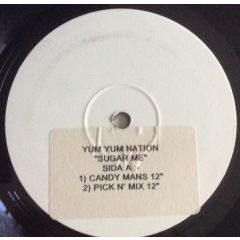 YUM YUM NATION
"SUGAR ME"
SIDA A :-
1) CANDY MANS 12"
2) PICK N' MIX 12"